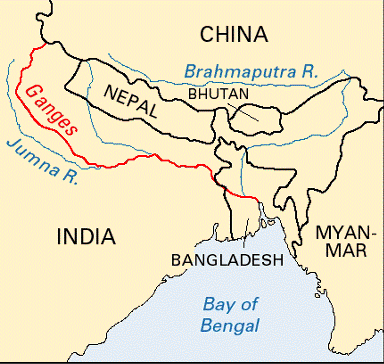 CHINA
Brahmaputra R.
BHUTAN
NEPAL
Ganges
Jumna R.
INDIA
MYAN-
MAR
BANGLADESH
Bay of
Bengal